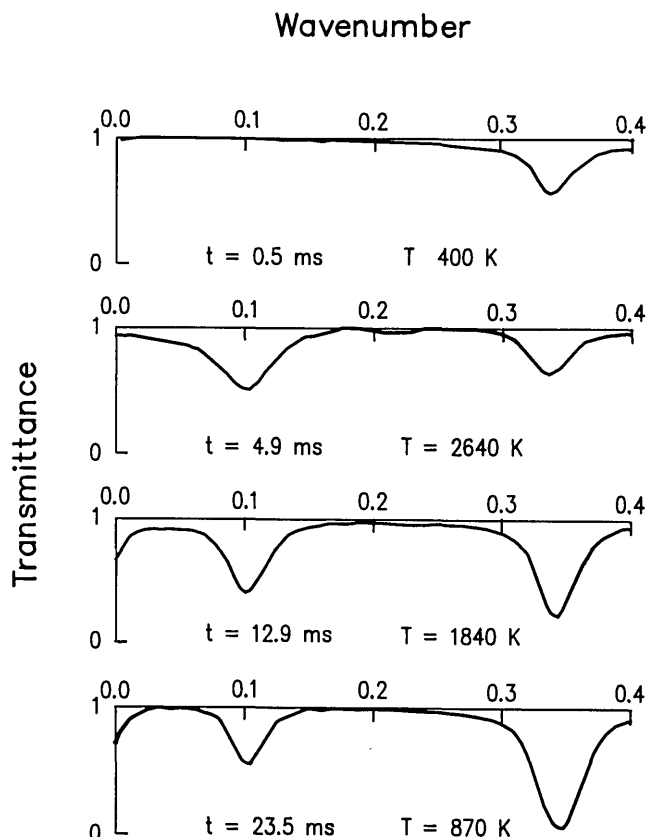 Wavenumber
0.0 0.1 0.2 0.3 0.4
1
0
t = 0.5 ms T 400 K
0.0 0.1 0.2 0.3 0.4
1
0
t = 4.9 ms T = 2640 K
Transmittance
0.0 0.1 0.2 0.3 0.4
1
0
t = 12.9 ms T = 1840 K
0.0 0.1 0.2 0.3 0.4
1
0
t = 23.5 ms T = 870 K